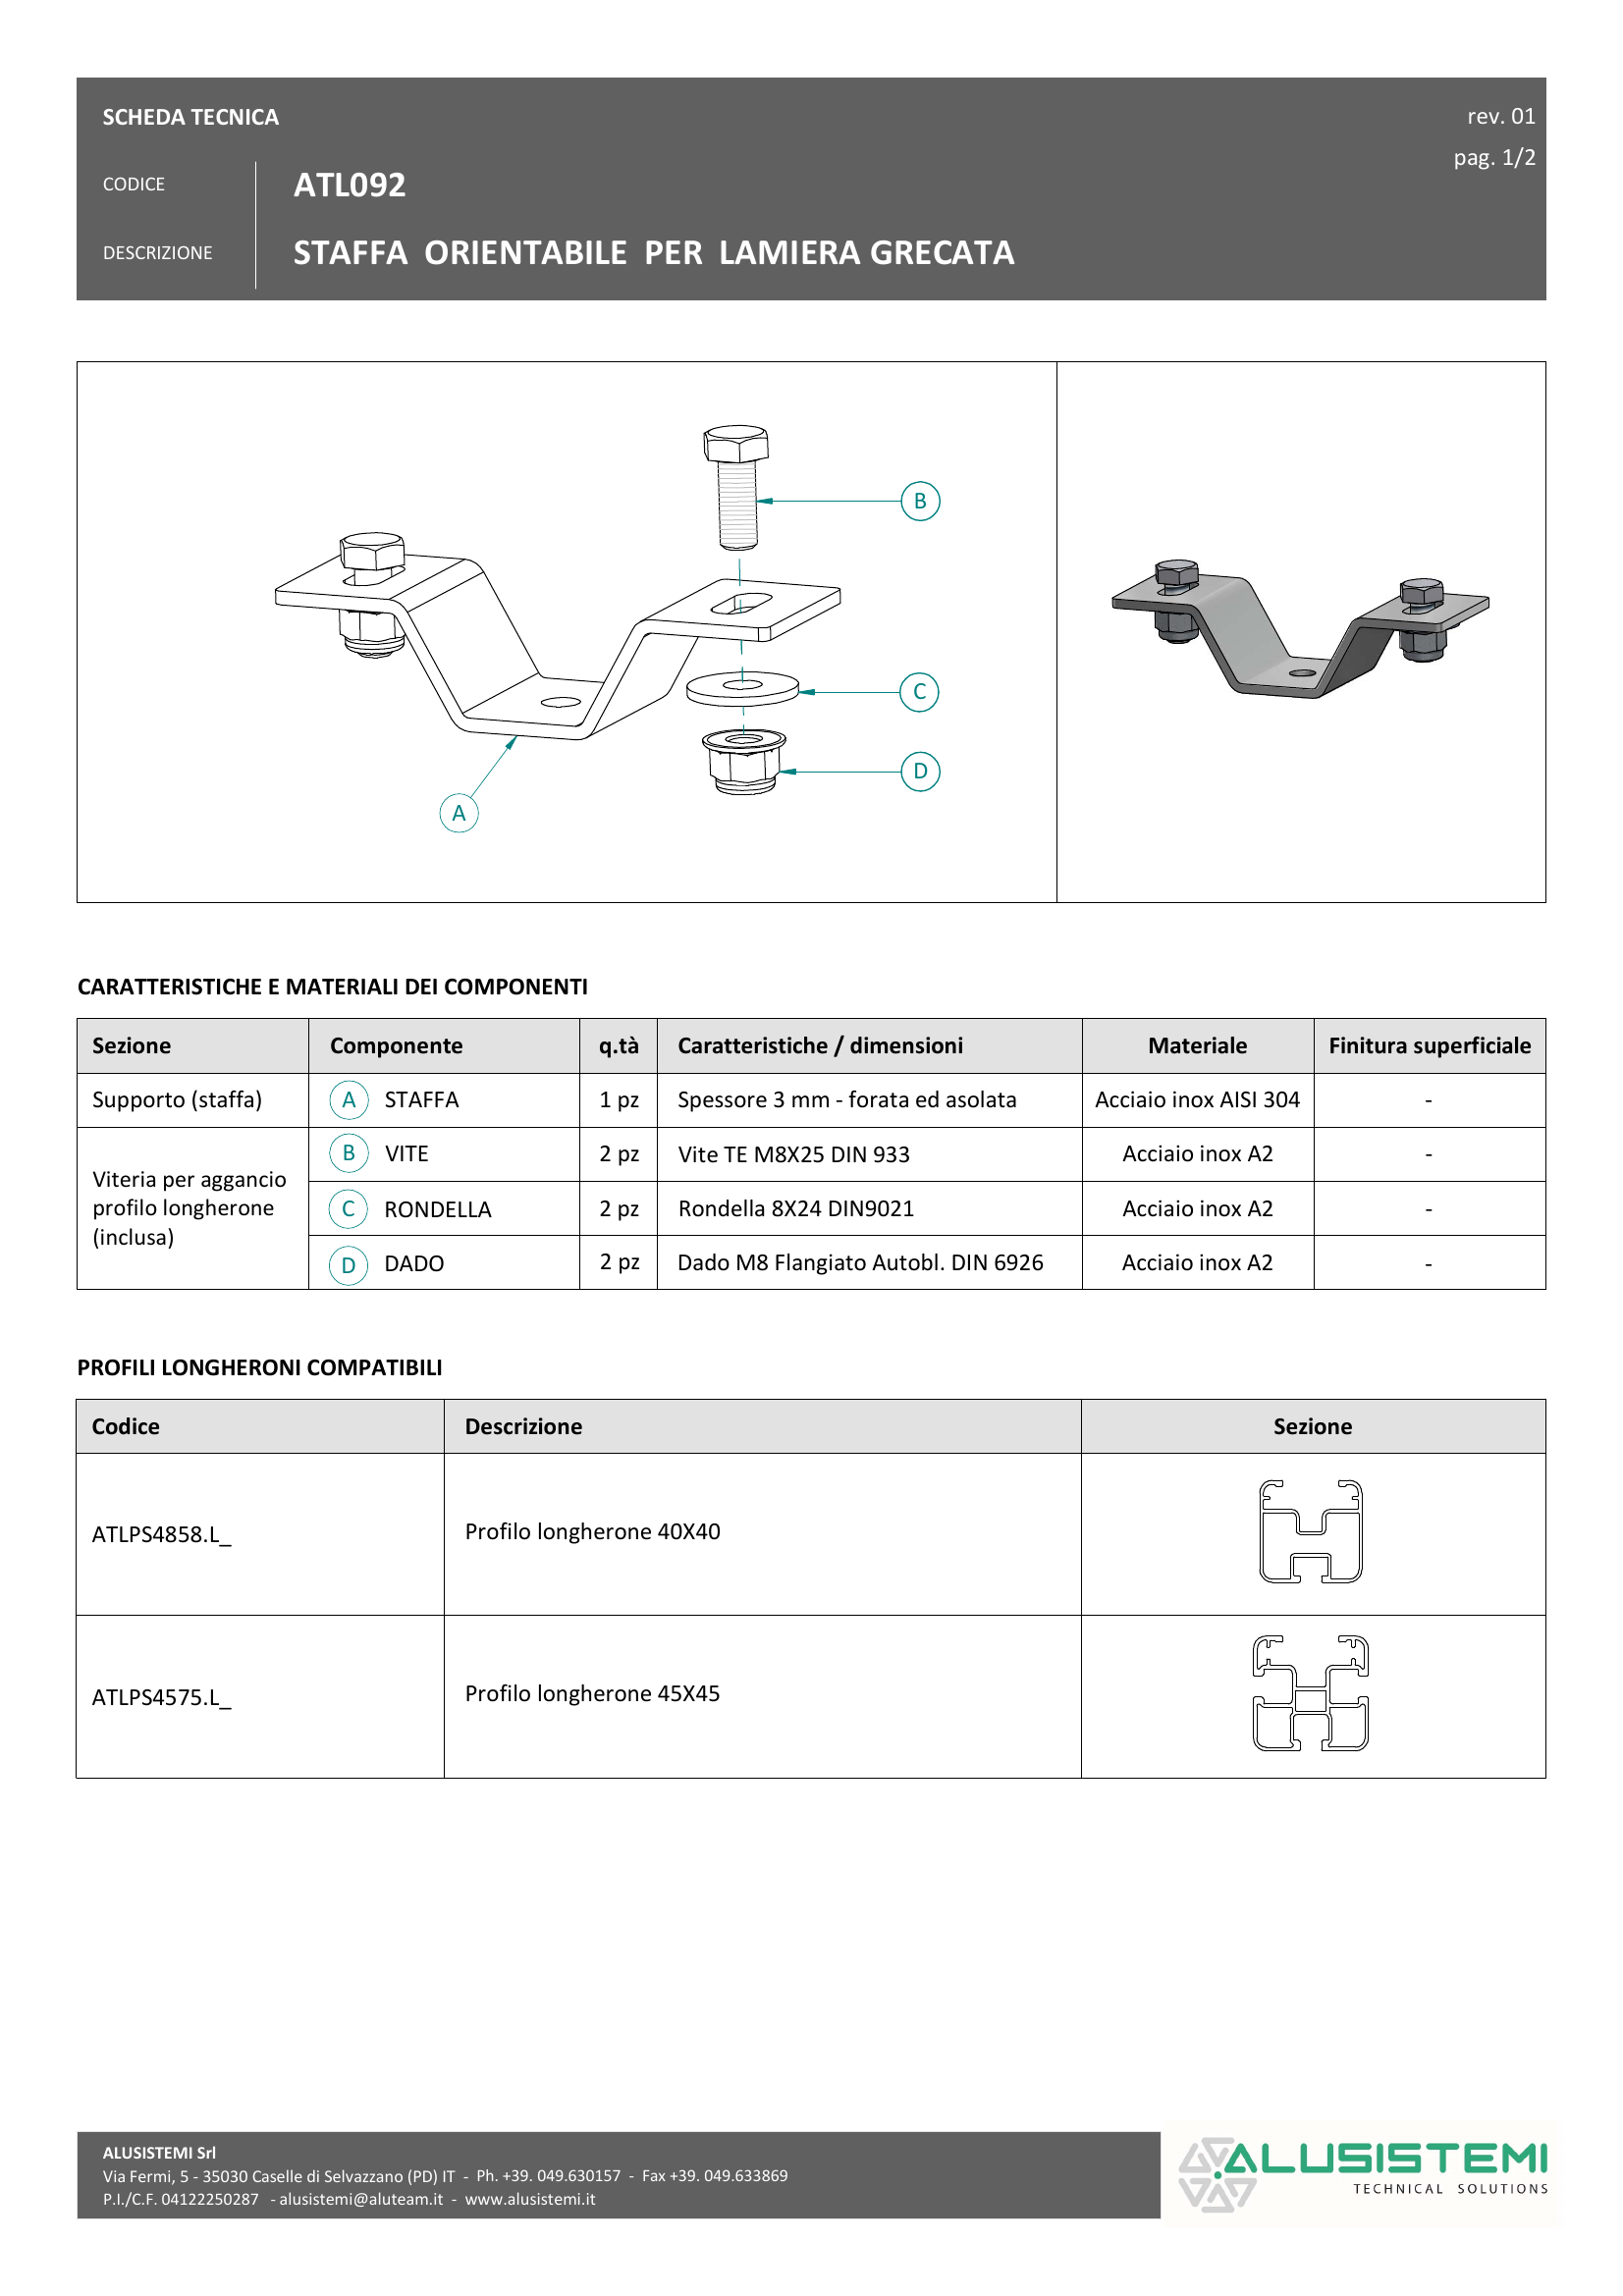 SCHEDA TECNICA
rev. 01
pag. 1/2
CODICE
ATL092
DESCRIZIONE
STAFFA ORIENTABILE PER LAMIERA GRECATA
B
C
D
A
CARATTERISTICHE E MATERIALI DEI COMPONENTI
Sezione Componente q.tà Caratteristiche / dimensioni Materiale Finitura superficiale
Supporto (staffa) A STAFFA 1 pz Spessore 3 mm - forata ed asolata Acciaio inox AISI 304 -
Viteria per aggancio
profilo longherone
(inclusa)
B VITE 2 pz Vite TE M8X25 DIN 933 Acciaio inox A2 -
C RONDELLA 2 pz Rondella 8X24 DIN9021 Acciaio inox A2 -
D DADO 2 pz Dado M8 Flangiato Autobl. DIN 6926 Acciaio inox A2 -
PROFILI LONGHERONI COMPATIBILI
Codice Descrizione Sezione
ATLPS4858.L_ Profilo longherone 40X40
ATLPS4575.L_ Profilo longherone 45X45
ALUSISTEMI Srl
Via Fermi, 5 - 35030 Caselle di Selvazzano (PD) IT - Ph. +39. 049.630157 - Fax +39. 049.633869
P.I./C.F. 04122250287 - alusistemi@aluteam.it - www.alusistemi.it
ALUSISTEMI
TECHNICAL SOLUTIONS